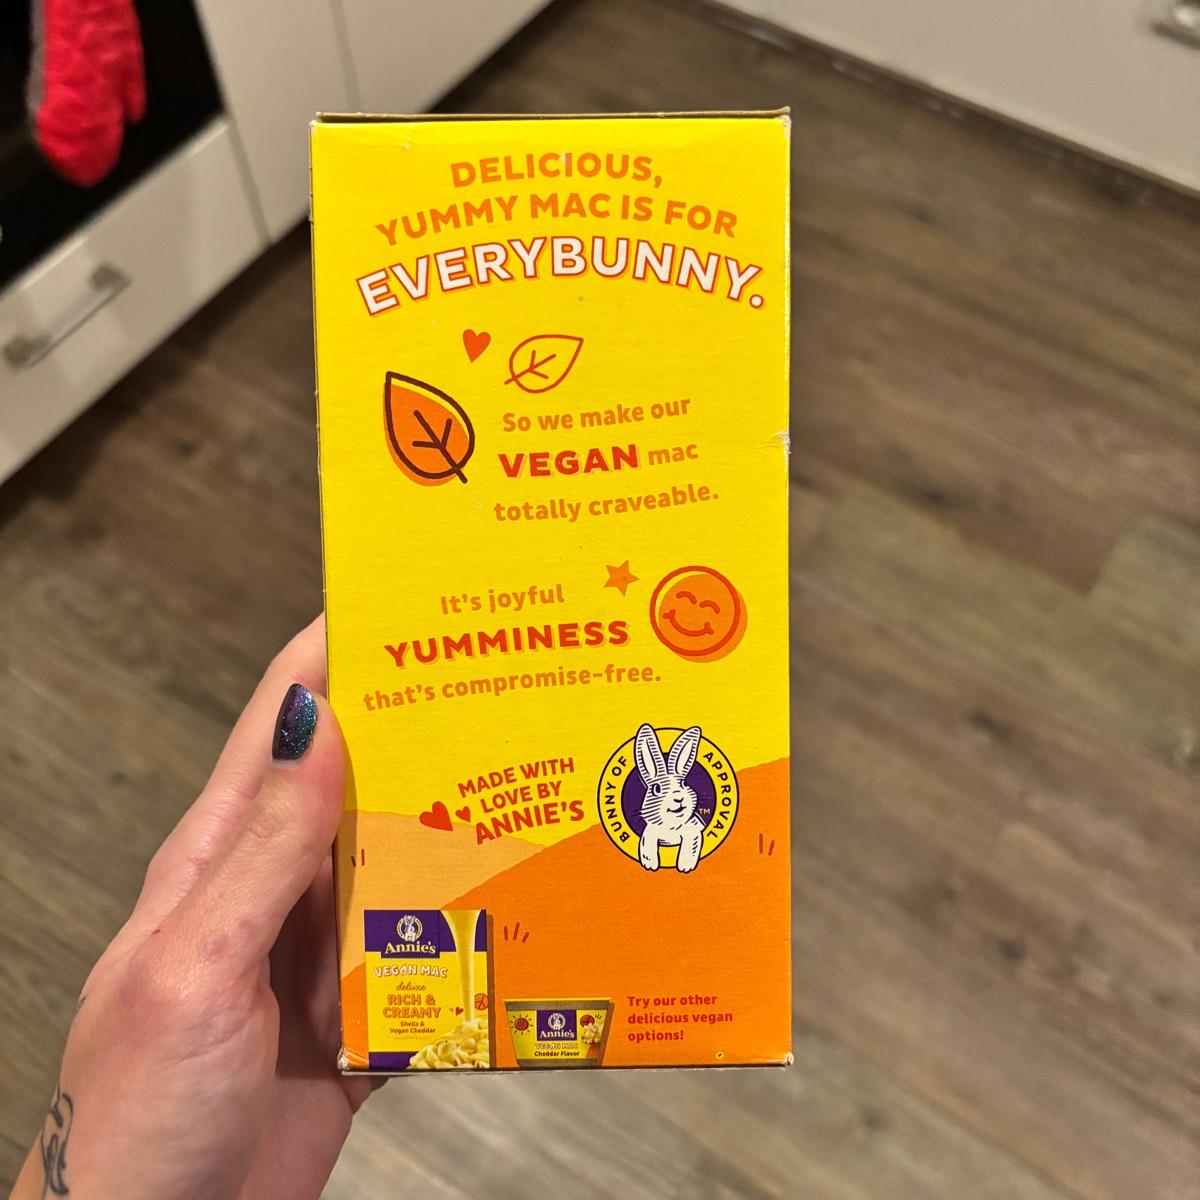 DELICIOUS,
YUMMY MAC IS FOR
EVERYBUNNY.
So we make our
VEGAN mac
totally craveable.
It's joyful
YUMMINESS
that's compromise-free.
MADE WITH
LOVE BY
ANNIE'S
BUNNY OF APPROVAL
TM
Annie's
VEGAN MAC
deluxe
RICH &
CREAMY
Shells &
Vegan Cheddar
Annie's
VEGAN MAC
Cheddar Flavor
Try our other
delicious vegan
options!